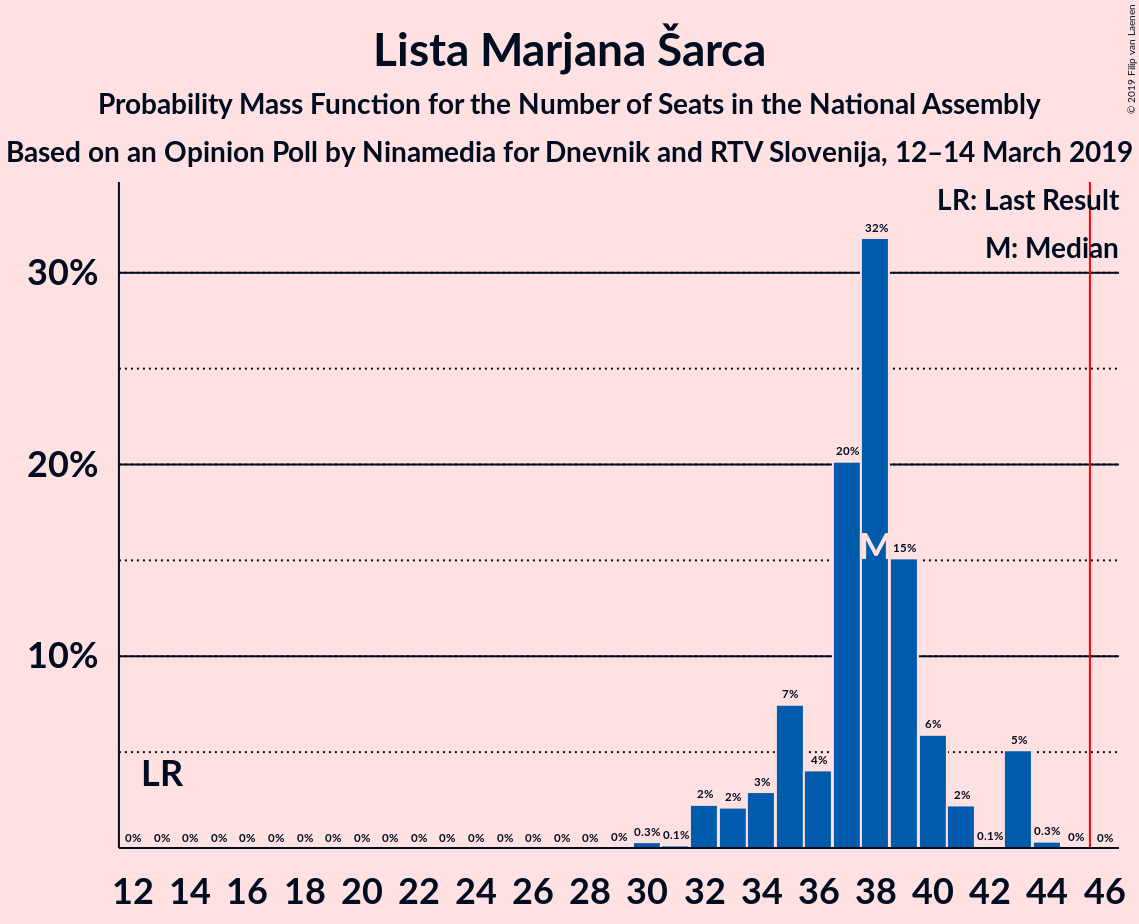 Lista Marjana Šarca
Probability Mass Function for the Number of Seats in the National Assembly
Based on an Opinion Poll by Ninamedia for Dnevnik and RTV Slovenija, 12–14 March 2019
© 2019 Filip van Laenen
LR: Last Result
M: Median
30%
20%
10%
LR
M
0% 0% 0% 0% 0% 0% 0% 0% 0% 0% 0% 0% 0% 0% 0% 0% 0% 0% 0.3% 0.1% 2% 2% 3% 7% 4% 20% 32% 15% 6% 2% 0.1% 5% 0.3% 0% 0%
12 14 16 18 20 22 24 26 28 30 32 34 36 38 40 42 44 46